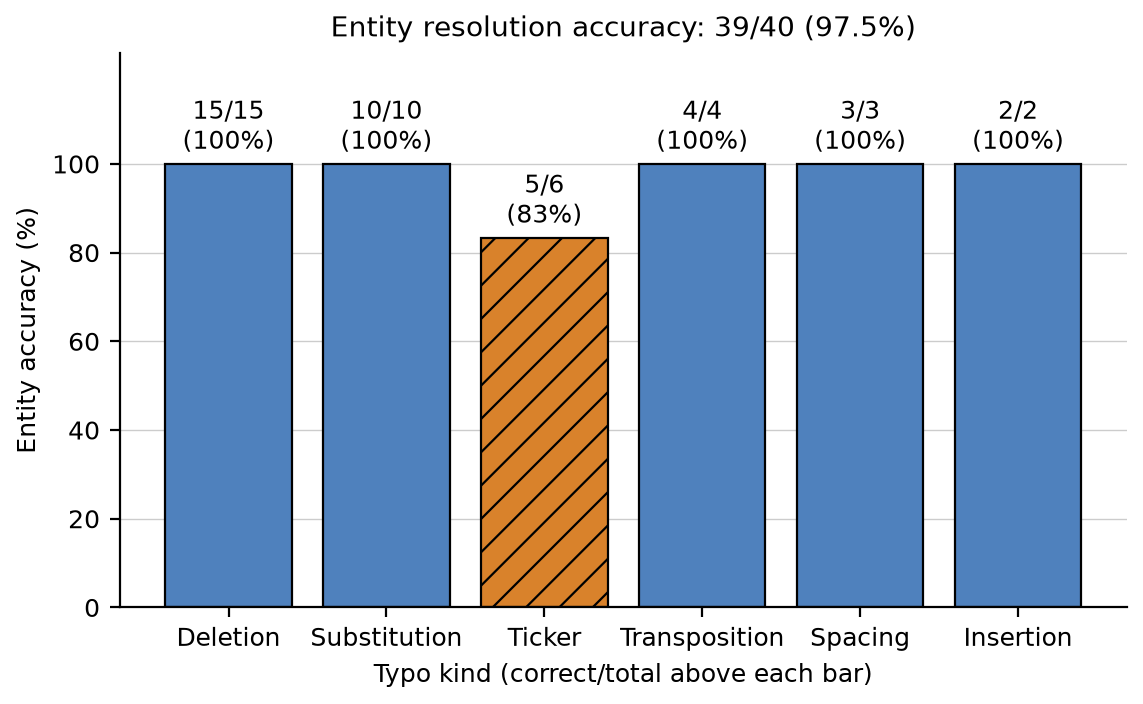 Entity resolution accuracy: 39/40 (97.5%)
15/15
(100%)
10/10
(100%)
5/6
(83%)
4/4
(100%)
3/3
(100%)
2/2
(100%)
Entity accuracy (%)
100
80
60
40
20
0
Deletion
Substitution
Ticker
Transposition
Spacing
Insertion
Typo kind (correct/total above each bar)